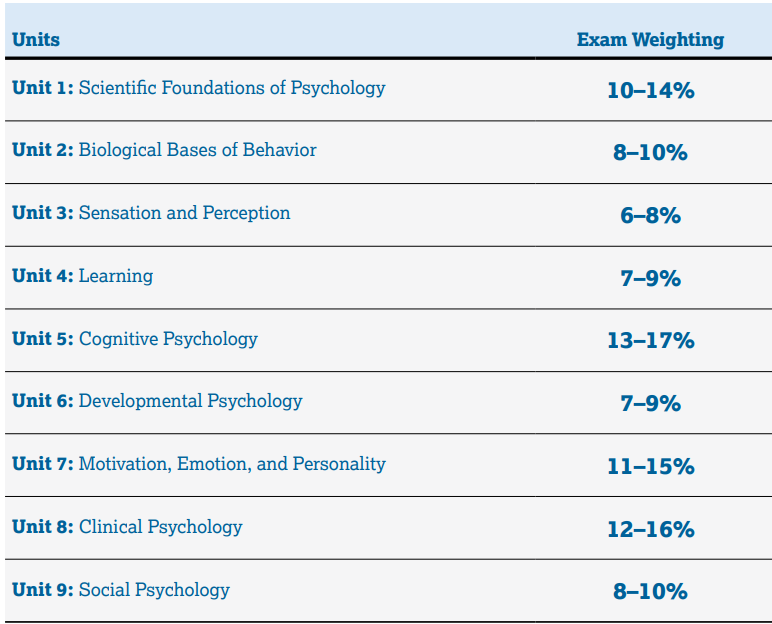 Units Exam Weighting
Unit 1: Scientific Foundations of Psychology 10–14%
Unit 2: Biological Bases of Behavior 8–10%
Unit 3: Sensation and Perception 6–8%
Unit 4: Learning 7–9%
Unit 5: Cognitive Psychology 13–17%
Unit 6: Developmental Psychology 7–9%
Unit 7: Motivation, Emotion, and Personality 11–15%
Unit 8: Clinical Psychology 12–16%
Unit 9: Social Psychology 8–10%